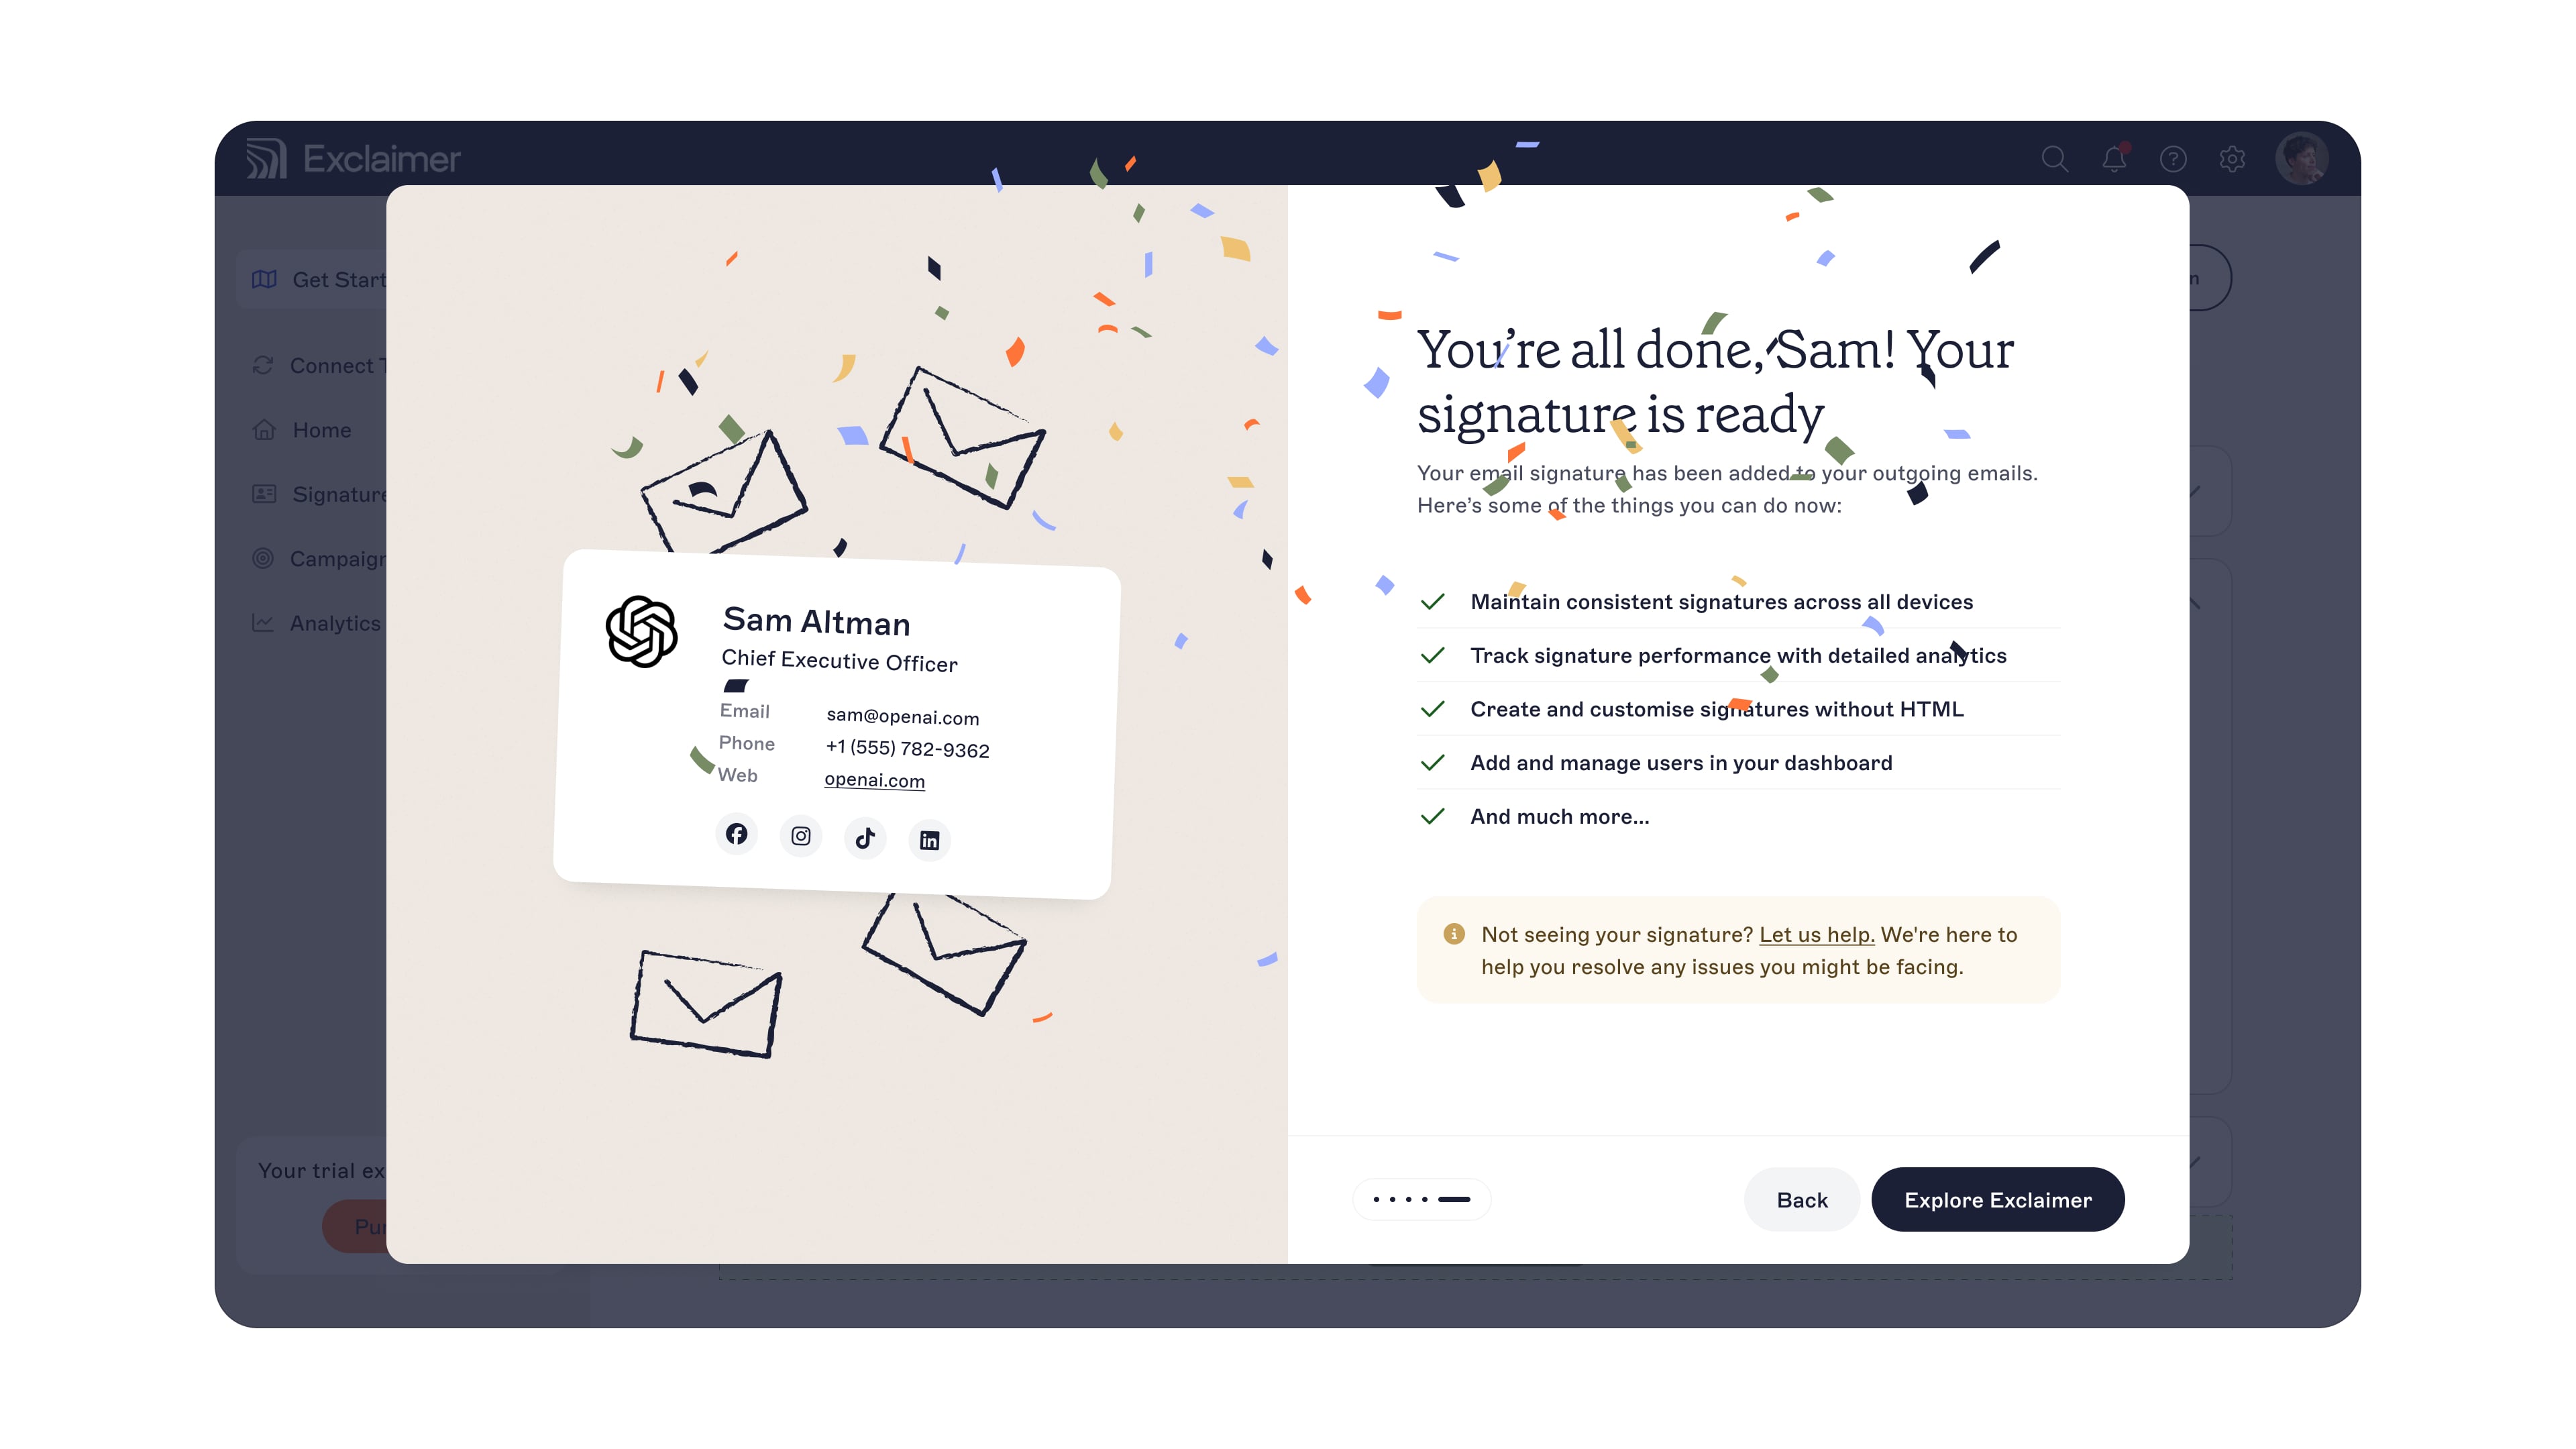 Exclaimer
Get Start
Connect T
Home
Signature
Campaign
Analytics
Your trial ex
Pur
n
Sam Altman
Chief Executive Officer
Email sam@openai.com
Phone +1 (555) 782-9362
Web openai.com
You're all done, Sam! Your
signature is ready
Your email signature has been added to your outgoing emails.
Here's some of the things you can do now:
Maintain consistent signatures across all devices
Track signature performance with detailed analytics
Create and customise signatures without HTML
Add and manage users in your dashboard
And much more...
Not seeing your signature? Let us help. We're here to
help you resolve any issues you might be facing.
Back
Explore Exclaimer